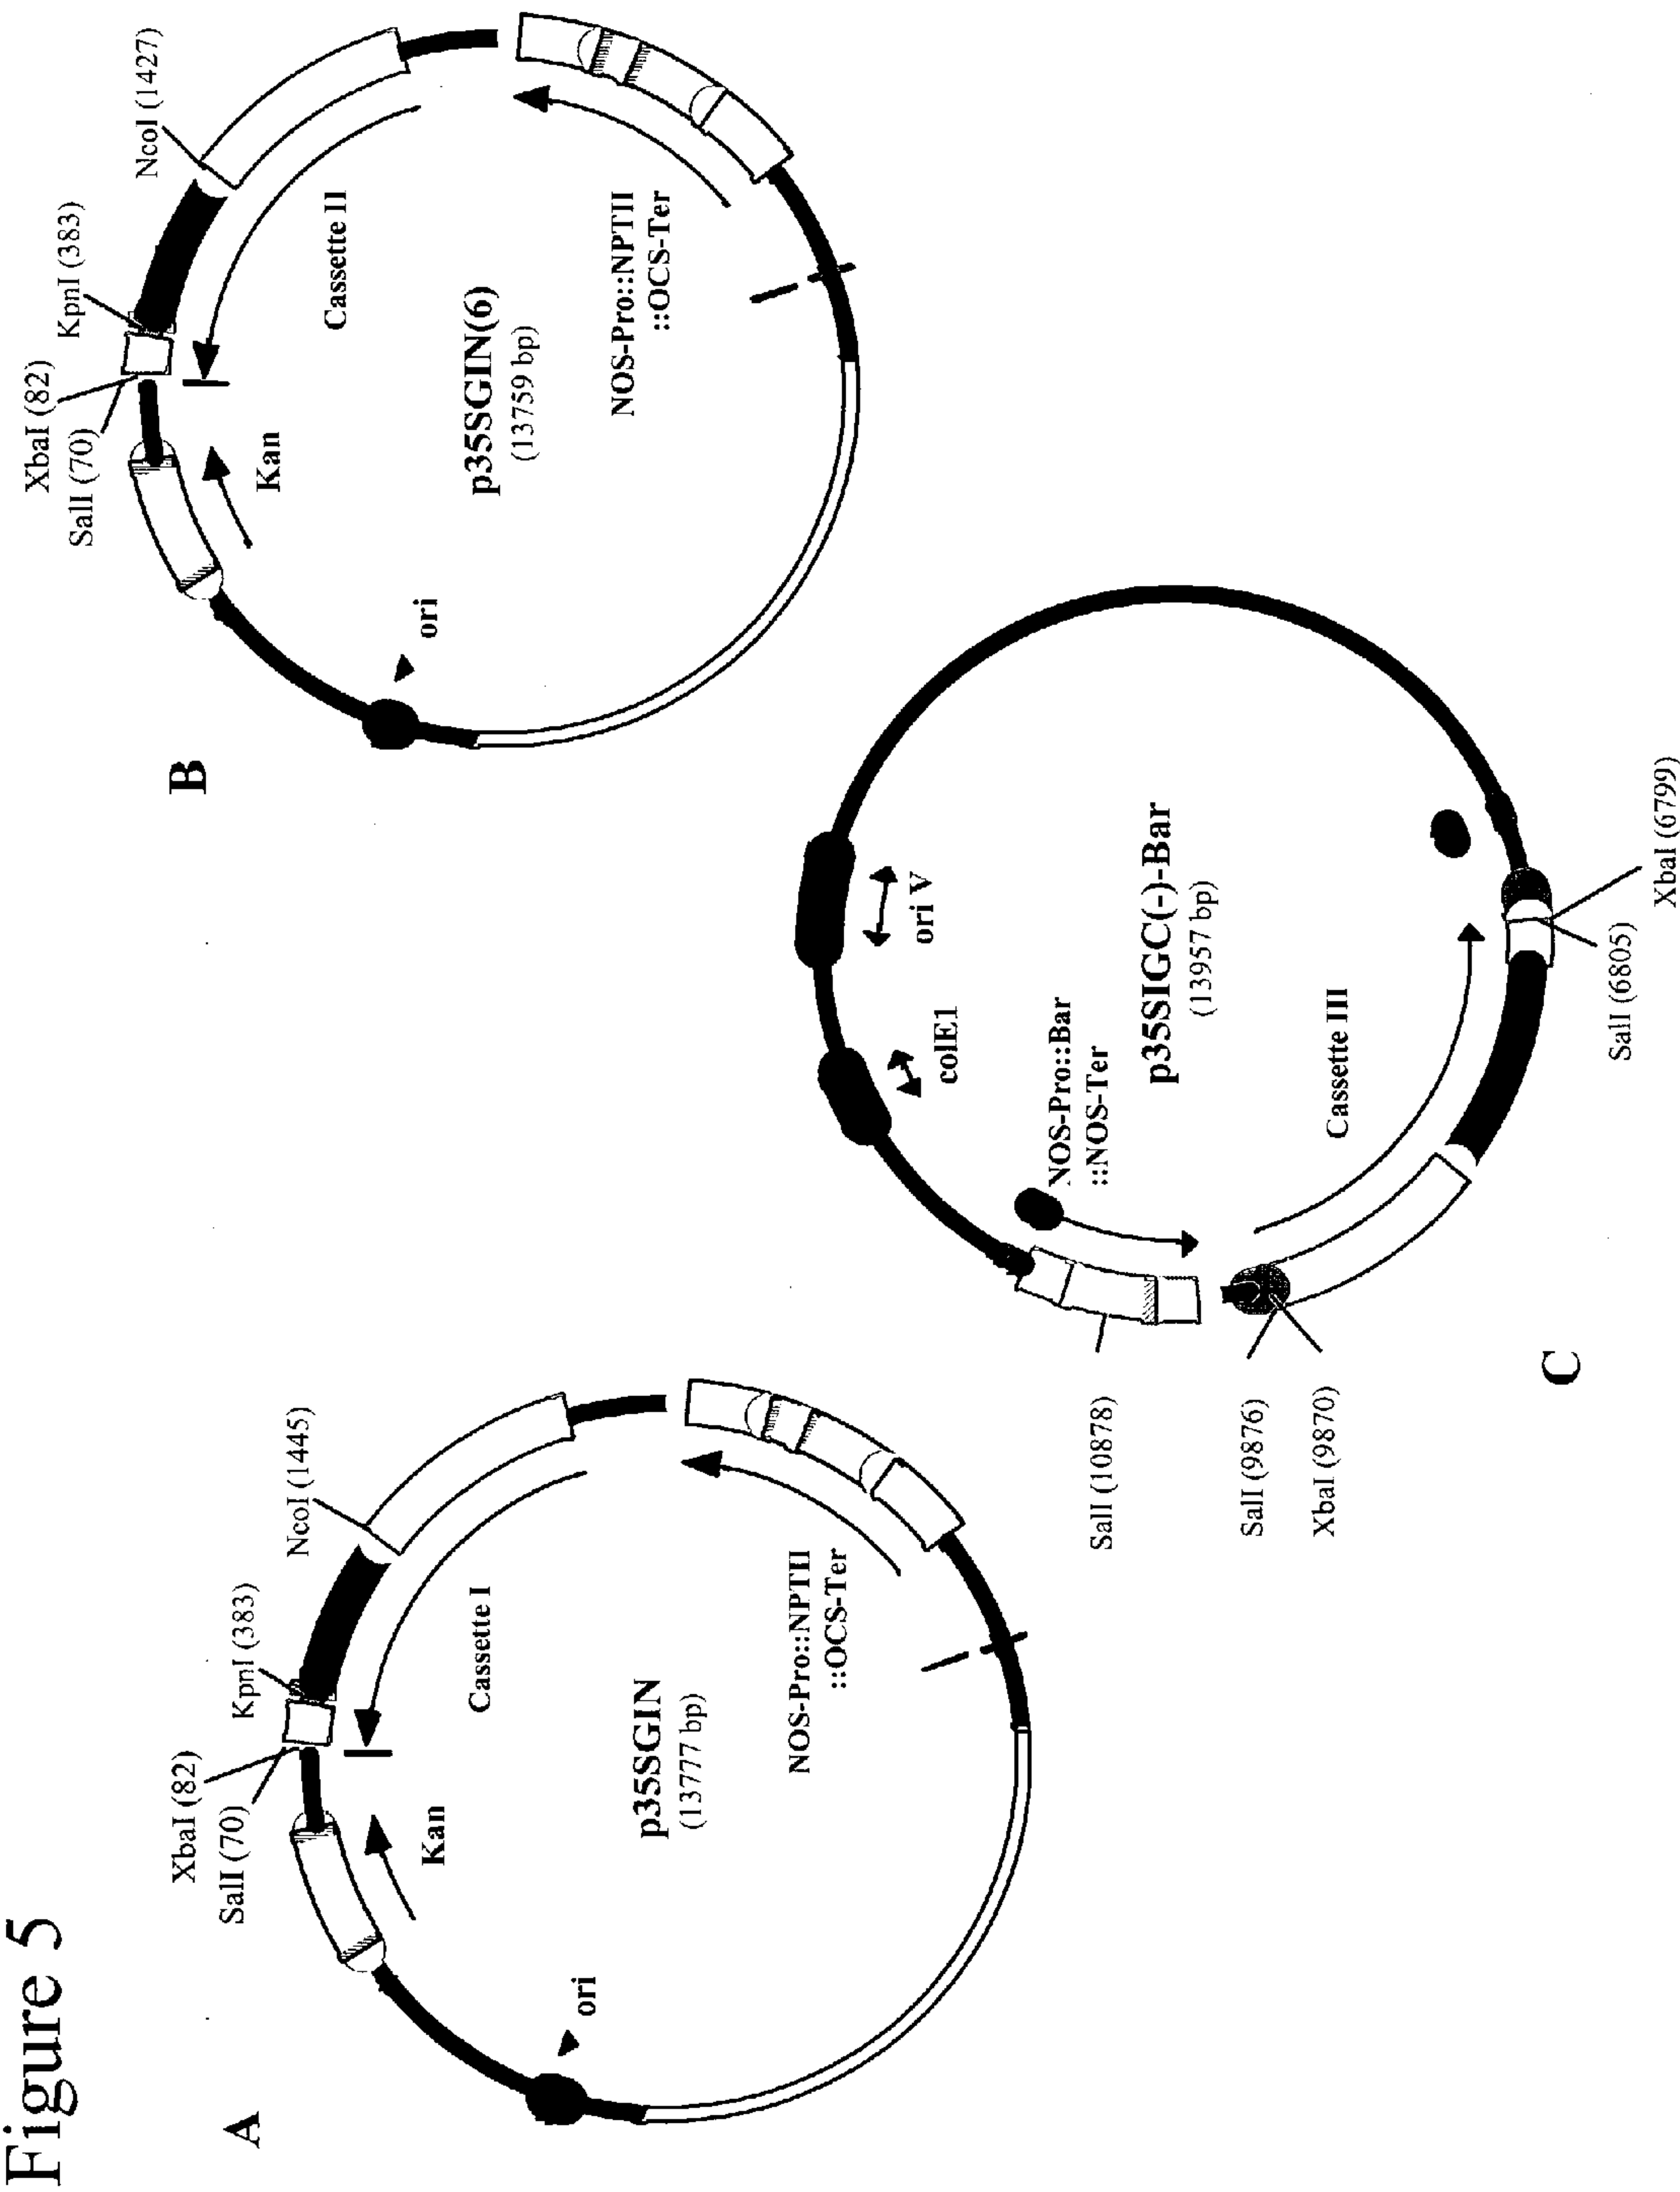 Figure 5
A
XbaI (82)
SalI (70)
KpnI (383)
NcoI (1445)
Kan
Cassette I
ori
p35SGIN
(13777 bp)
NOS-Pro::NPTII
::OCS-Ter
B
XbaI (82)
SalI (70)
KpnI (383)
NcoI (1427)
Kan
Cassette II
ori
p35SGIN(6)
(13759 bp)
NOS-Pro::NPTII
::OCS-Ter
C
colE1
ori V
NOS-Pro::Bar
::NOS-Ter
p35SIGC(-)-Bar
(13957 bp)
Cassette III
SalI (10878)
SalI (9876)
XbaI (9870)
SalI (6805)
XbaI (6799)